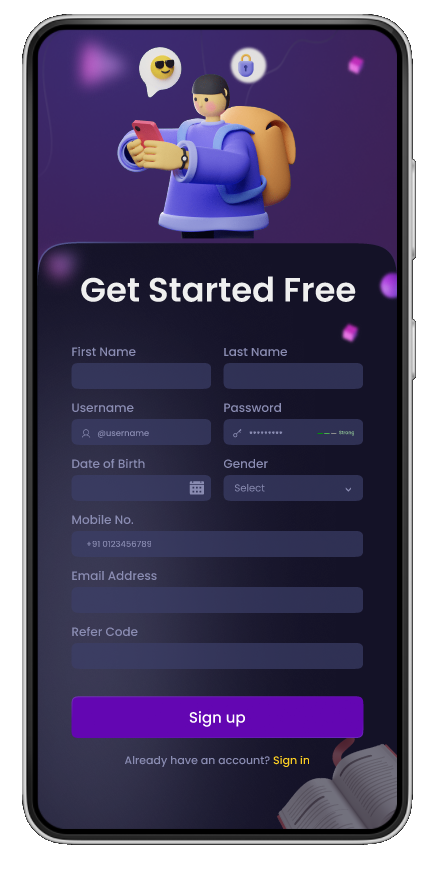 Get Started Free
First Name Last Name
Username Password
@username ••••••••• Strong
Date of Birth Gender
Select
Mobile No.
+91 0123456789
Email Address
Refer Code
Sign up
Already have an account? Sign in